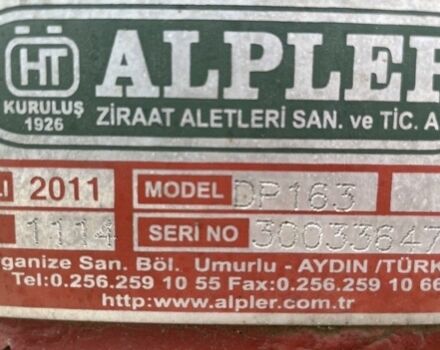 HT
KURULUŞ
1926
ALPLER
ZİRAAT ALETLERİ SAN. ve TİC. A
LI 2011 MODEL DP163
1114 SERI NO 30033647
rganize San. Böl. Umurlu - AYDIN /TÜRK
Tel:0.256.259 10 55 Fax:0.256.259 10 66
http:www.alpler.com.tr